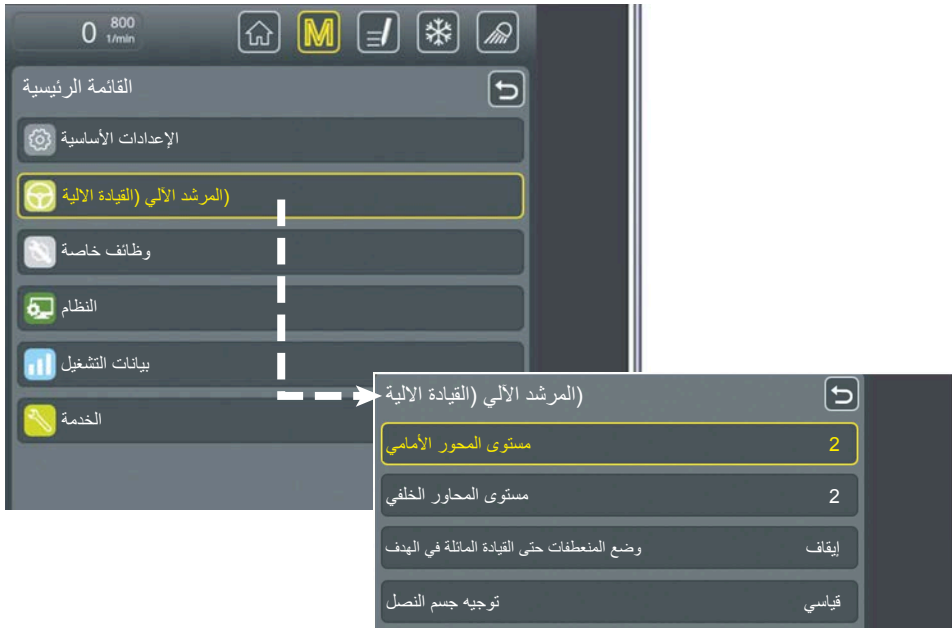 0 800 1/min
القائمة الرئيسية
الإعدادات الأساسية
(المرشد الآلي (القيادة الالية
وظائف خاصة
النظام
بيانات التشغيل
الخدمة
(المرشد الآلي (القيادة الالية
مستوى المحور الأمامي 2
مستوى المحاور الخلفي 2
وضع المنعطفات حتى القيادة المائلة في الهدف إيقاف
توجيه جسم النصل قياسي